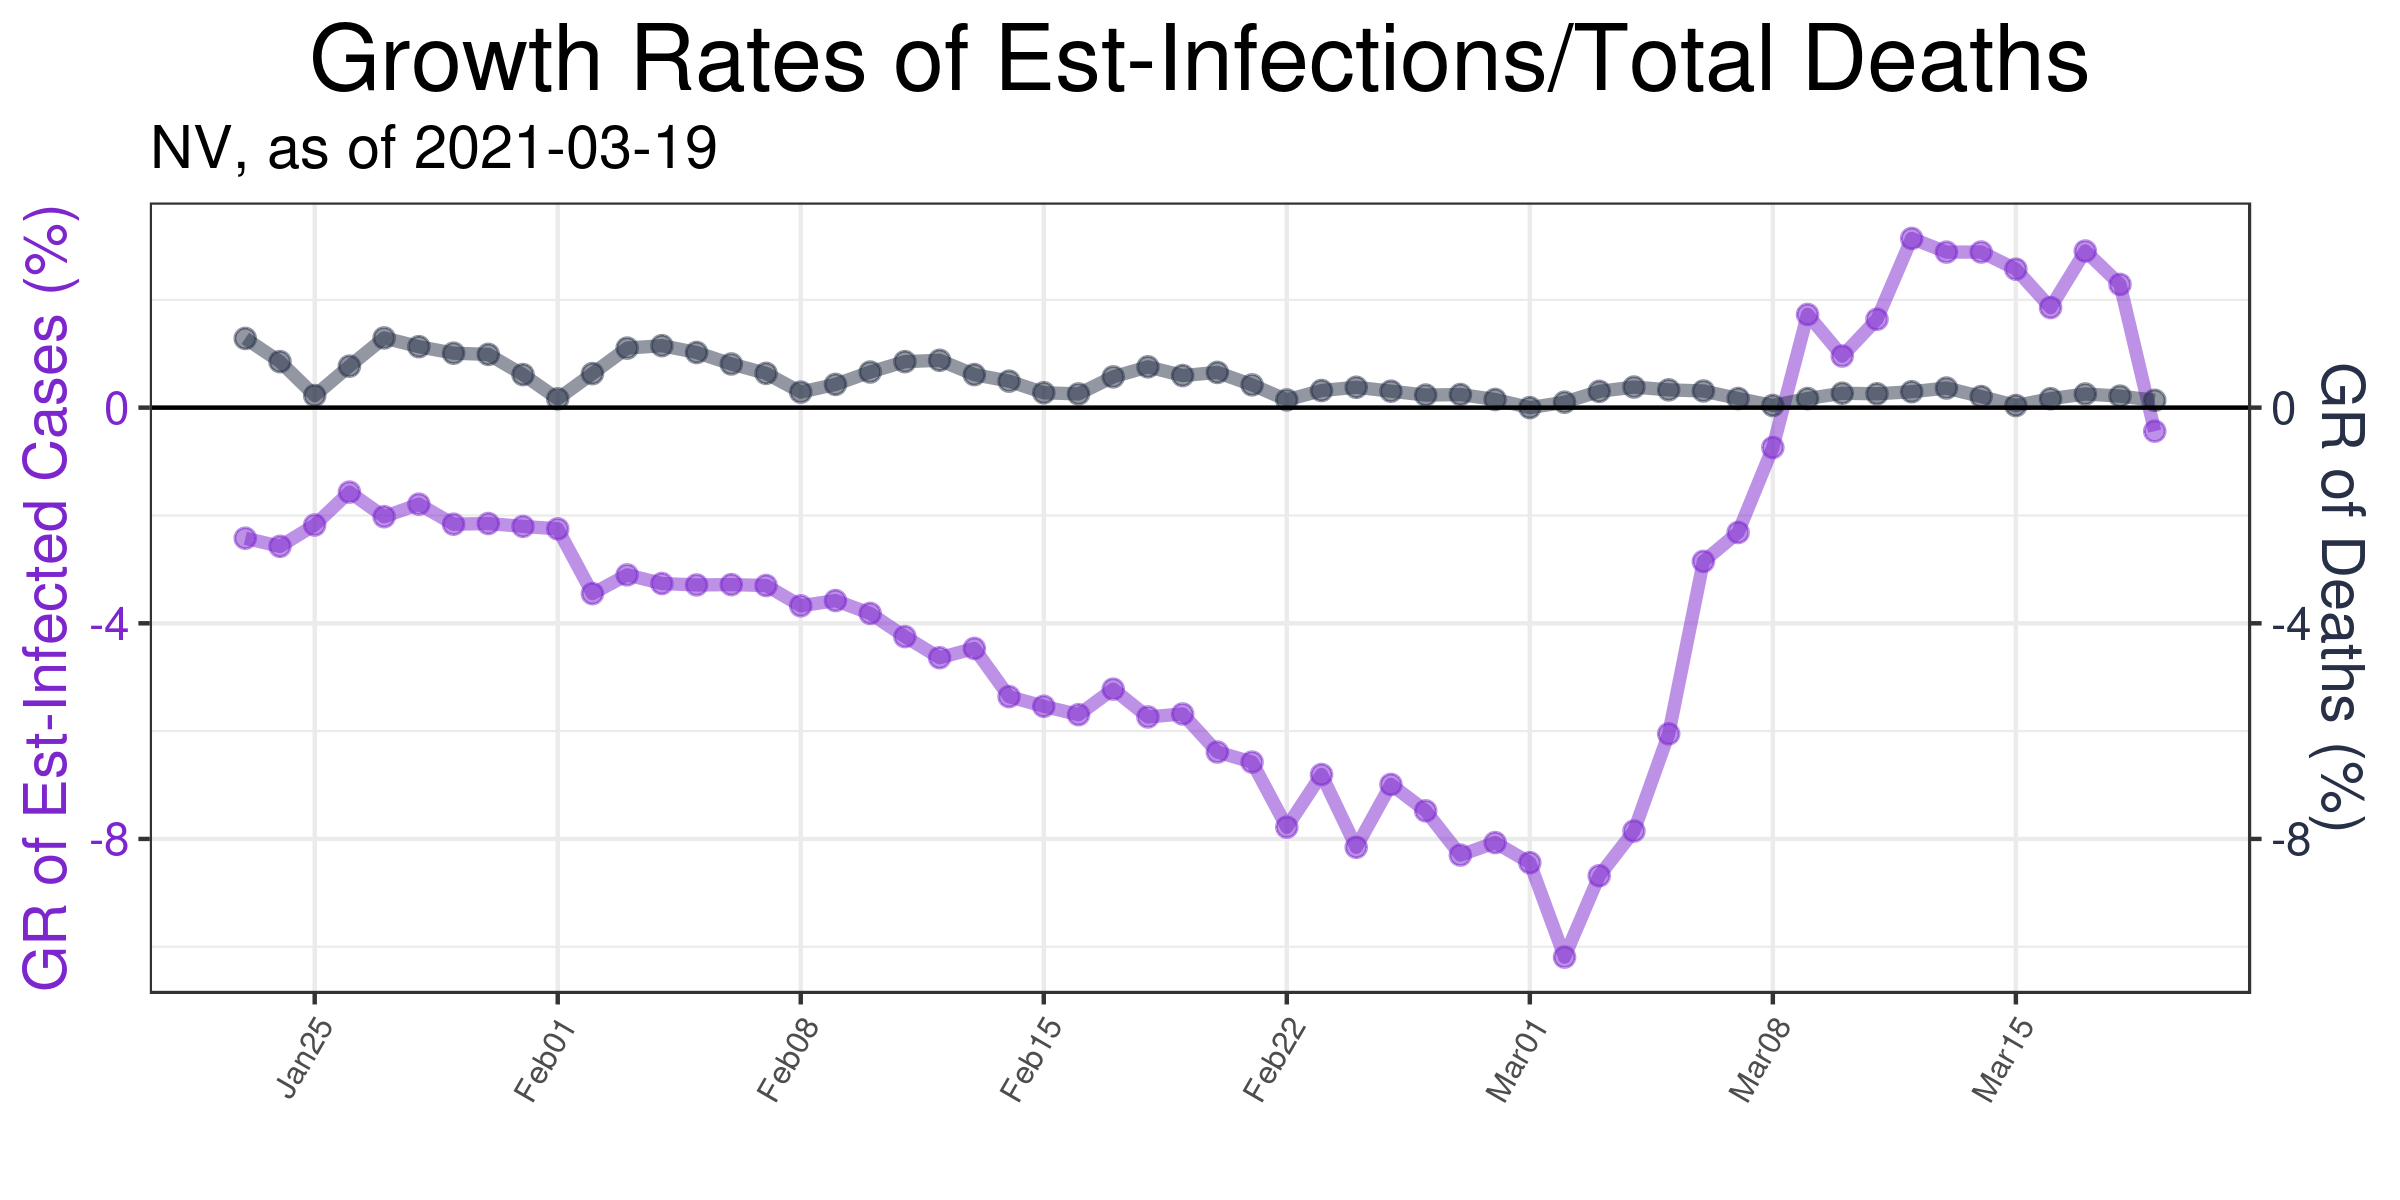 Growth Rates of Est-Infections/Total Deaths
NV, as of 2021-03-19
GR of Est-Infected Cases (%)
0
-4
-8
0
-4
-8
GR of Deaths (%)
Jan25
Feb01
Feb08
Feb15
Feb22
Mar01
Mar08
Mar15